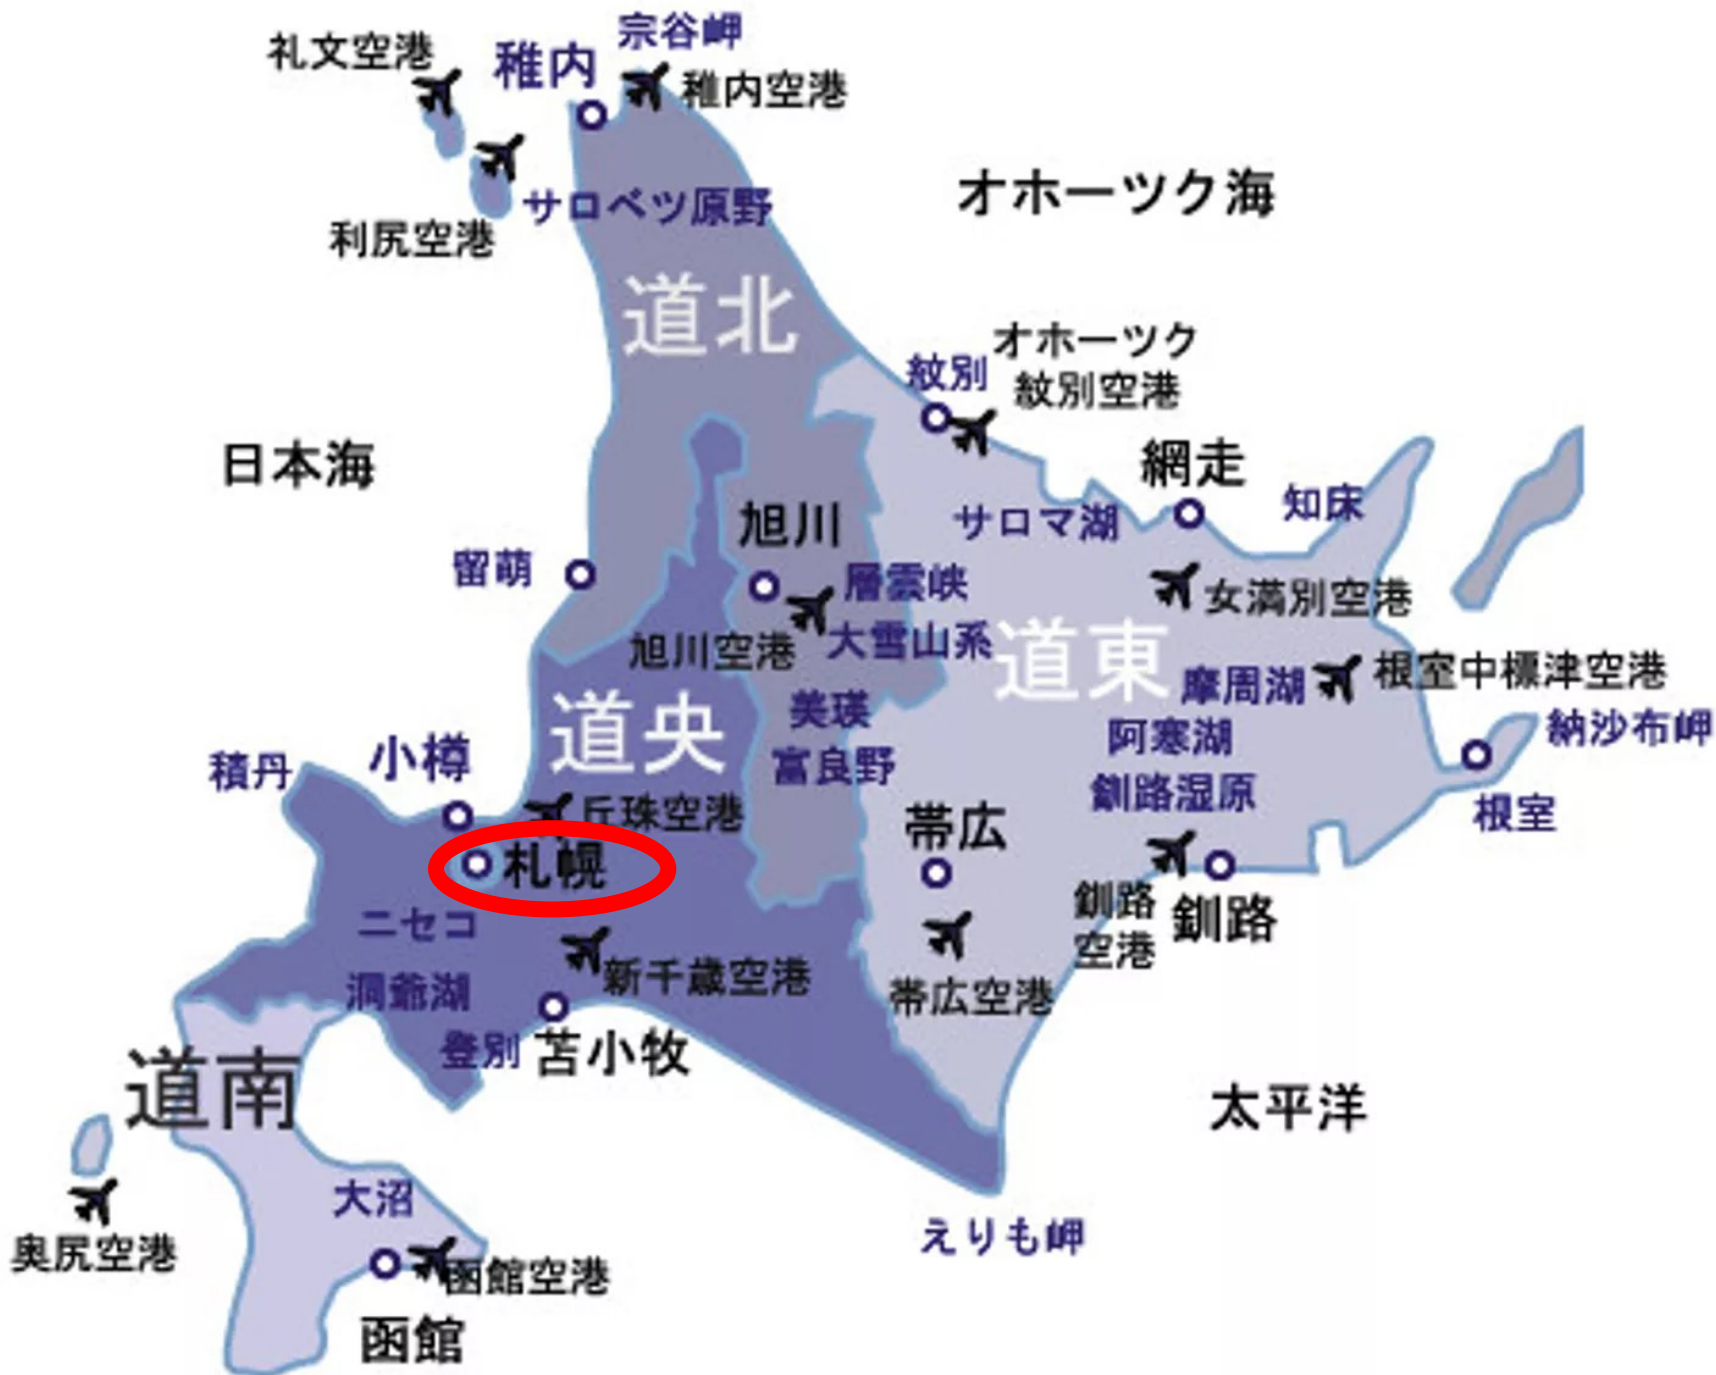 宗谷岬
礼文空港
稚内
稚内空港
オホーツク海
サロベツ原野
利尻空港
道北
オホーツク
紋別空港
紋別
日本海
網走
知床
サロマ湖
旭川
留萌
層雲峡
女満別空港
大雪山系
旭川空港
道東
根室中標津空港
摩周湖
美瑛
納沙布岬
道央
阿寒湖
小樽
積丹
富良野
釧路湿原
丘珠空港
根室
帯広
札幌
釧路
空港
釧路
ニセコ
新千歳空港
洞爺湖
帯広空港
登別
苫小牧
道南
太平洋
大沼
えりも岬
奥尻空港
函館空港
函館